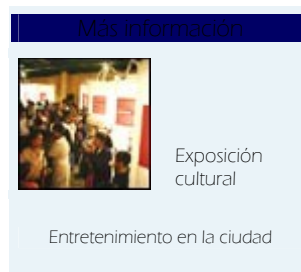 Más información
Exposición
cultural
Entretenimiento en la ciudad